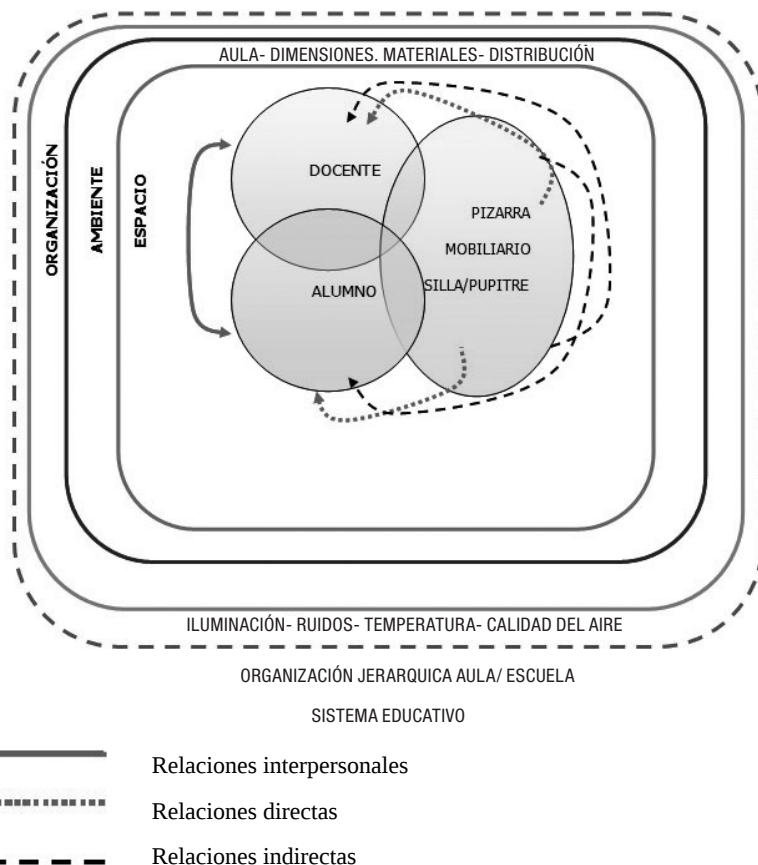 AULA- DIMENSIONES. MATERIALES- DISTRIBUCIÓN
ORGANIZACIÓN
AMBIENTE
ESPACIO
DOCENTE
ALUMNO
PIZARRA
MOBILIARIO
SILLA/PUPITRE
ILUMINACIÓN- RUIDOS- TEMPERATURA- CALIDAD DEL AIRE
ORGANIZACIÓN JERARQUICA AULA/ ESCUELA
SISTEMA EDUCATIVO
Relaciones interpersonales
Relaciones directas
Relaciones indirectas